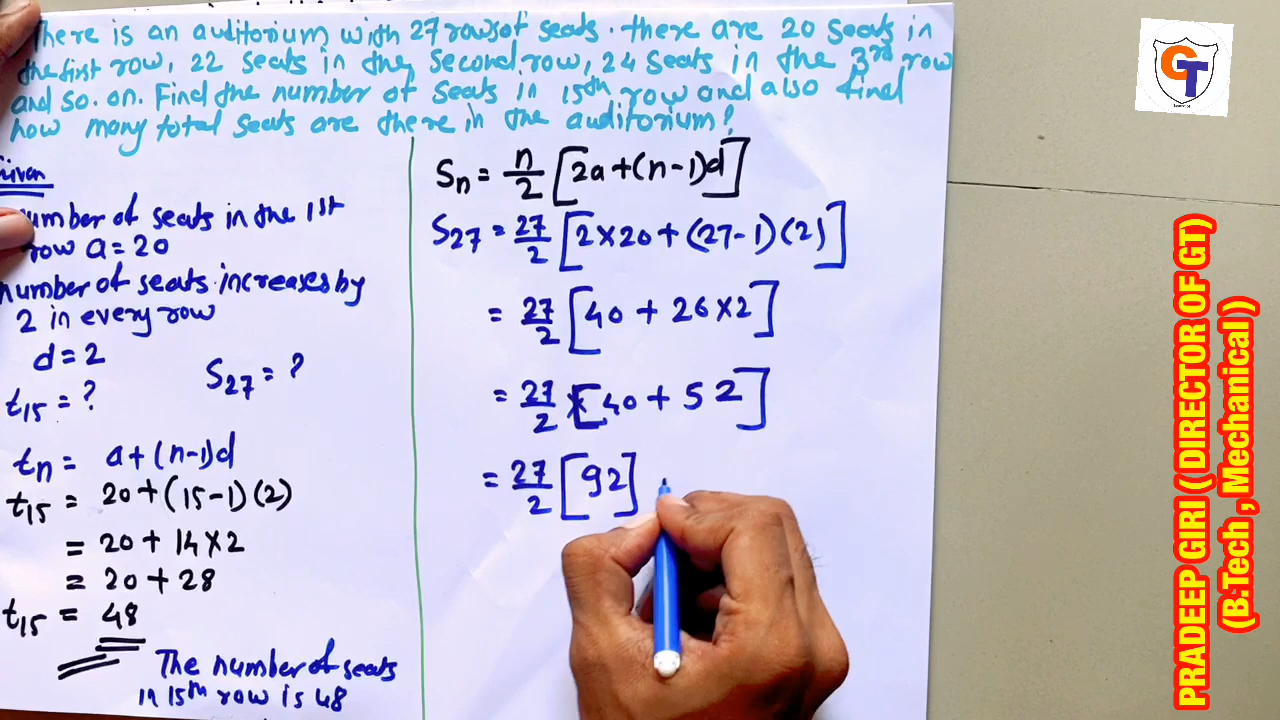 There is an auditorium with 27 rows of seats. there are 20 seats in
the first row, 22 seats in the second row, 24 seats in the 3rd row
and so. on. Find the number of seats in 15th row and also find
how many total seats are there in the auditorium?
Given
number of seats in the 1st
row a = 20
number of seats increases by
2 in every row
d = 2
S27 = ?
t15 = ?
tn = a + (n-1)d
t15 = 20 + (15-1)(2)
= 20 + 14 × 2
= 20 + 28
t15 = 48
The number of seats
in 15th row is 48
Sn = n/2 [2a + (n-1)d]
S27 = 27/2 [2×20 + (27-1)(2)]
= 27/2 [40 + 26×2]
= 27/2 [40 + 52]
= 27/2 [92]
GT
PRADEEP GIRI ( DIRECTOR OF GT)
(B.Tech , Mechanical )